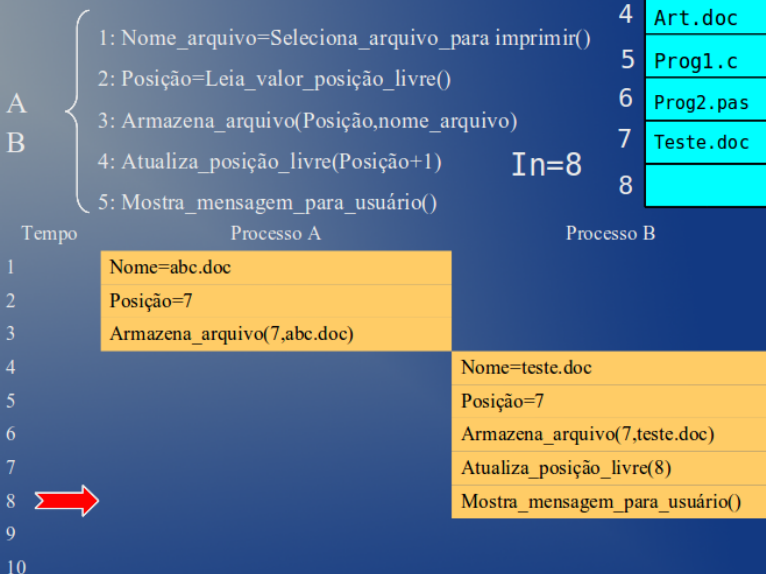 4 Art.doc
1: Nome_arquivo=Seleciona_arquivo_para imprimir()
5 Prog1.c
2: Posição=Leia_valor_posição_livre()
6 Prog2.pas
A
3: Armazena_arquivo(Posição,nome_arquivo)
7 Teste.doc
B
4: Atualiza_posição_livre(Posição+1)
In=8
8
5: Mostra_mensagem_para_usuário()
Tempo Processo A Processo B
1 Nome=abc.doc
2 Posição=7
3 Armazena_arquivo(7,abc.doc)
4 Nome=teste.doc
5 Posição=7
6 Armazena_arquivo(7,teste.doc)
7 Atualiza_posição_livre(8)
8 Mostra_mensagem_para_usuário()
9
10